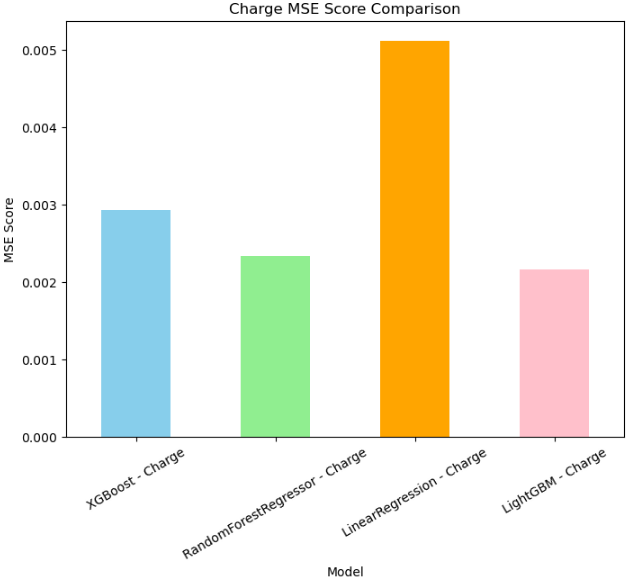 Charge MSE Score Comparison
MSE Score
0.005
0.004
0.003
0.002
0.001
0.000
XGBoost - Charge
RandomForestRegressor - Charge
LinearRegression - Charge
LightGBM - Charge
Model